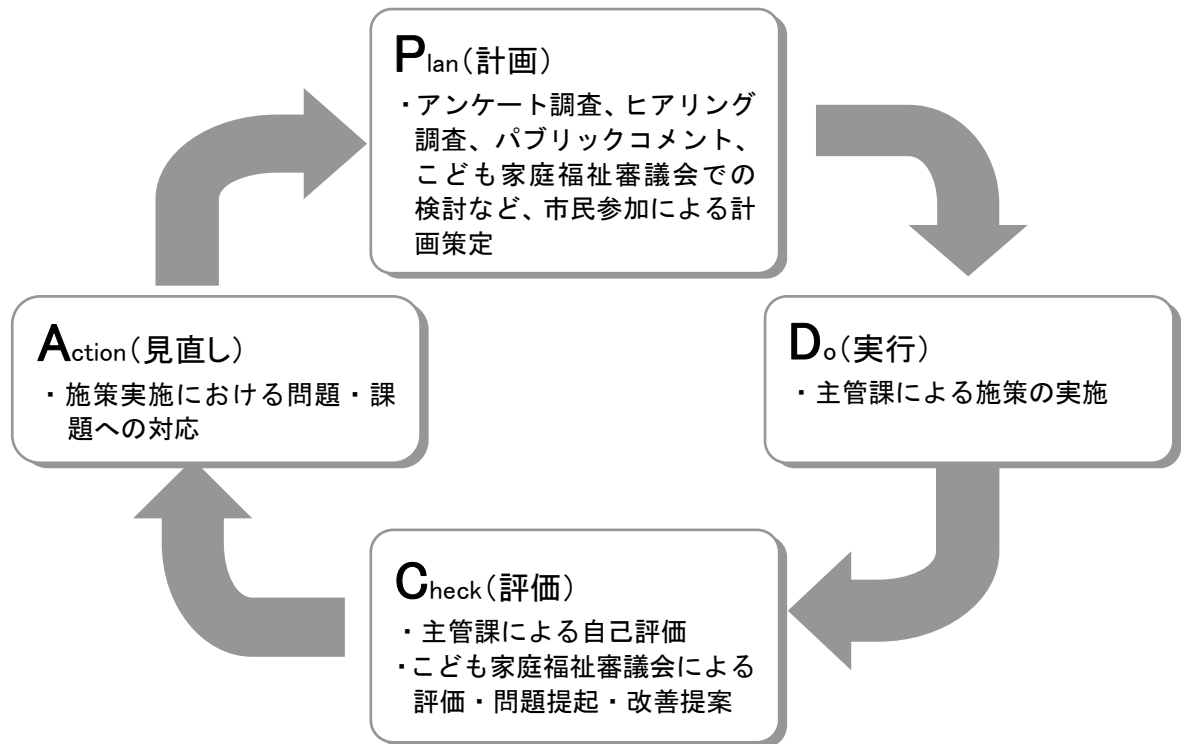 Plan(計画)
・アンケート調査、ヒアリング
調査、パブリックコメント、
こども家庭福祉審議会での
検討など、市民参加による計
画策定
Action(見直し)
・施策実施における問題・課
題への対応
Do(実行)
・主管課による施策の実施
Check(評価)
・主管課による自己評価
・こども家庭福祉審議会による
評価・問題提起・改善提案